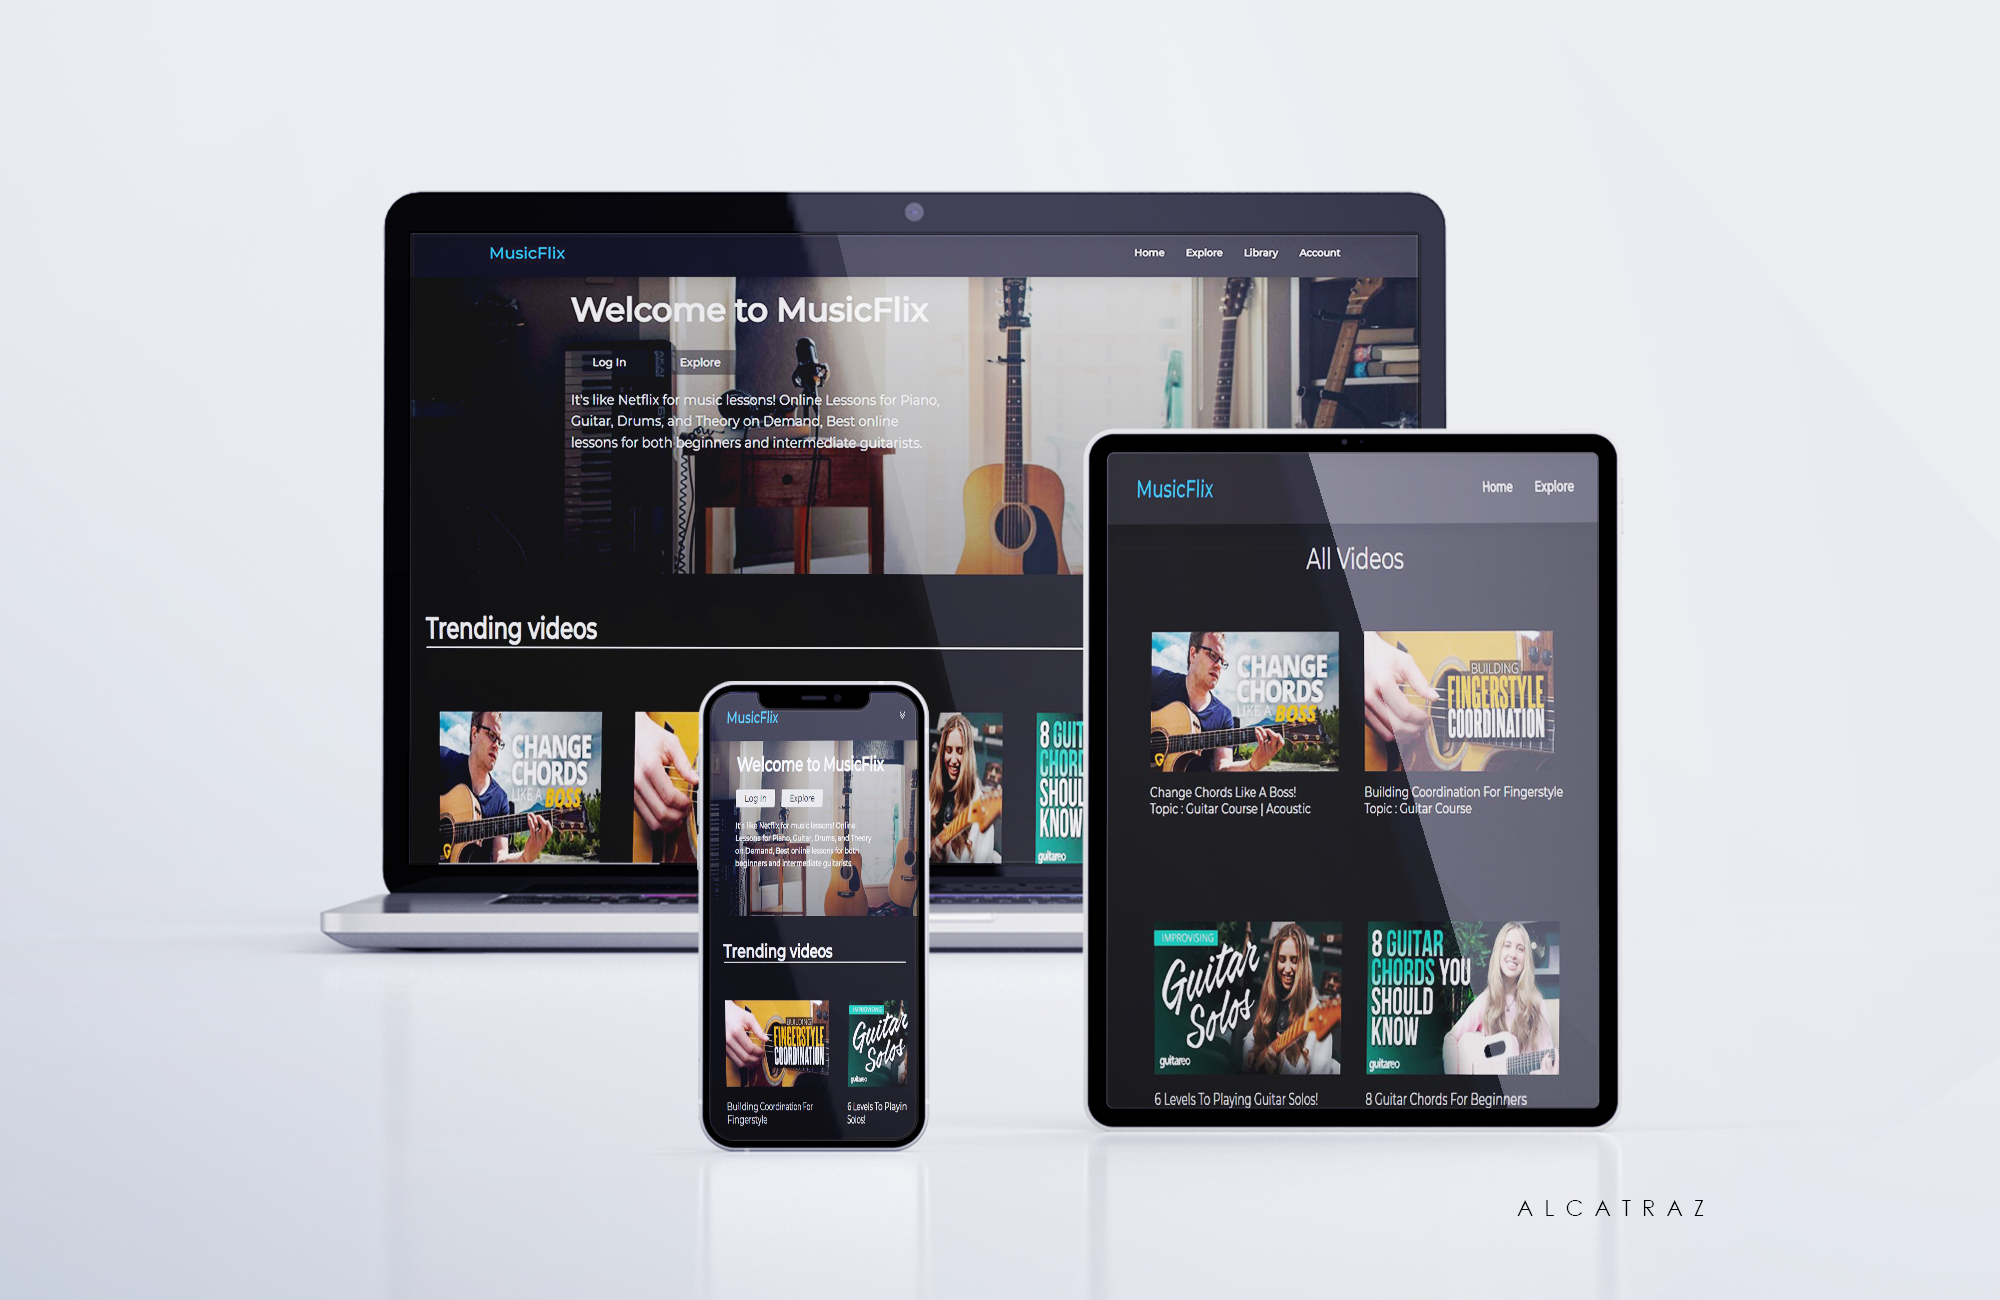 MusicFlix
Home Explore Library Account
Welcome to MusicFlix
Log In Explore
It's like Netflix for music lessons! Online Lessons for Piano,
Guitar, Drums, and Theory on Demand, Best online
lessons for both beginners and intermediate guitarists.
Trending videos
CHANGE
CHORDS
LIKE A BOSS
G
8 GUIT
CHORD
YOU
SHOUL
KNOW
guitareo
MusicFlix
Welcome to MusicFlix
Log In Explore
It's like Netflix for music lessons! Online
Lessons for Piano, Guitar, Drums, and Theory
on Demand, Best online lessons for both
beginners and intermediate guitarists.
Trending videos
BUILDING
FINGERSTYLE
COORDINATION
Building Coordination For
Fingerstyle
IMPROVISING
Guitar
Solos
guitareo
6 Levels To Playin
Solos!
MusicFlix
Home Explore
All Videos
CHANGE
CHORDS
LIKE A BOSS
G
Change Chords Like A Boss!
Topic : Guitar Course | Acoustic
BUILDING
FINGERSTYLE
COORDINATION
Building Coordination For Fingerstyle
Topic : Guitar Course
IMPROVISING
Guitar
Solos
guitareo
6 Levels To Playing Guitar Solos!
8 GUITAR
CHORDS YOU
SHOULD
KNOW
guitareo
8 Guitar Chords For Beginners
ALCATRAZ